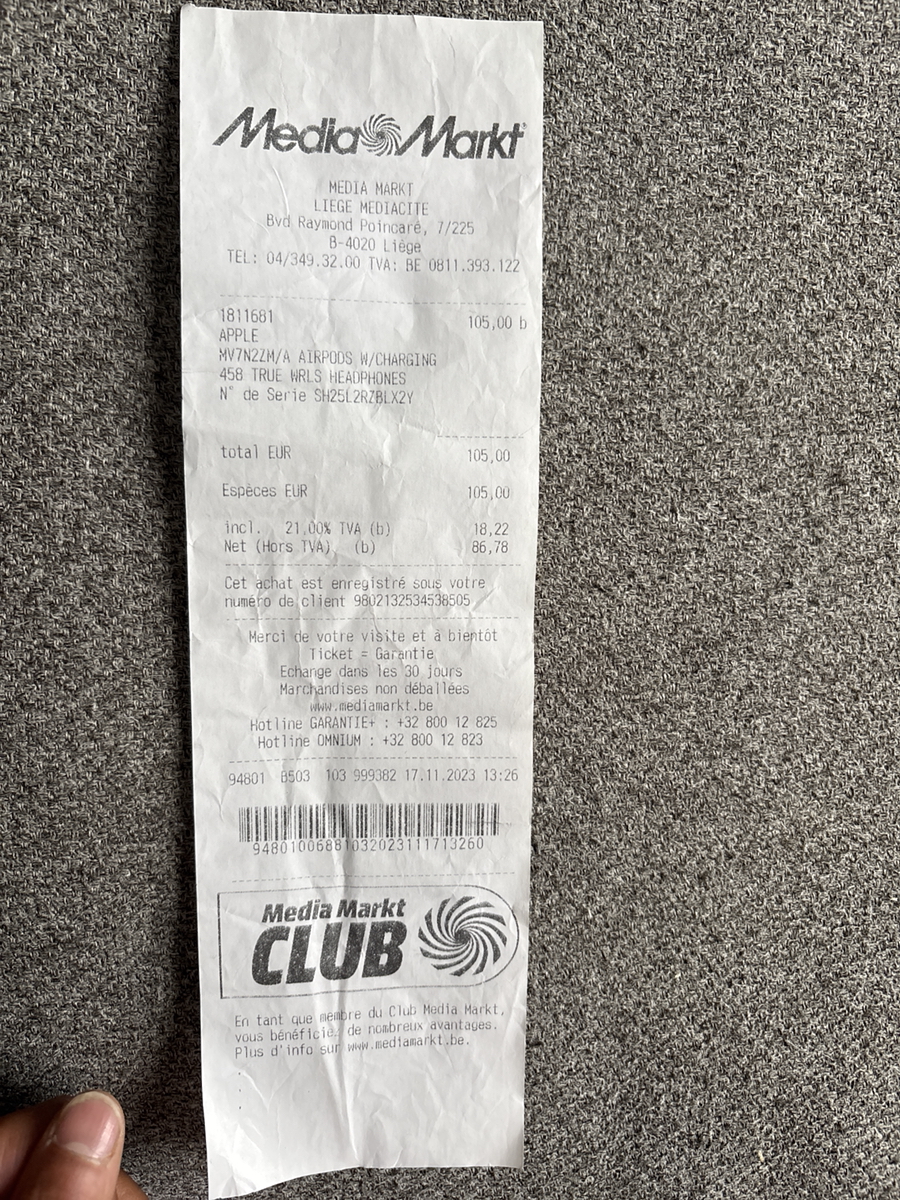 Media Markt
MEDIA MARKT
LIEGE MEDIACITE
Bvd Raymond Poincaré, 7/225
B-4020 Liège
TEL: 04/349.32.00 TVA: BE 0811.393.122
1811681 105,00 b
APPLE
MV7N2ZM/A AIRPODS W/CHARGING
458 TRUE WRLS HEADPHONES
N° de Serie SH25L2RZBLX2Y
total EUR 105,00
Espèces EUR 105,00
incl. 21,00% TVA (b) 18,22
Net (Hors TVA) (b) 86,78
Cet achat est enregistré sous votre
numéro de client 9802132534538505
Merci de votre visite et à bientôt
Ticket = Garantie
Echange dans les 30 jours
Marchandises non déballées
www.mediamarkt.be
Hotline GARANTIE+ : +32 800 12 825
Hotline OMNIUM : +32 800 12 823
94801 B503 103 999382 17.11.2023 13:26
9480100688103202311171326​0
Media Markt
CLUB
En tant que membre du Club Media Markt,
vous bénéficiez de nombreux avantages.
Plus d'info sur www.mediamarkt.be.